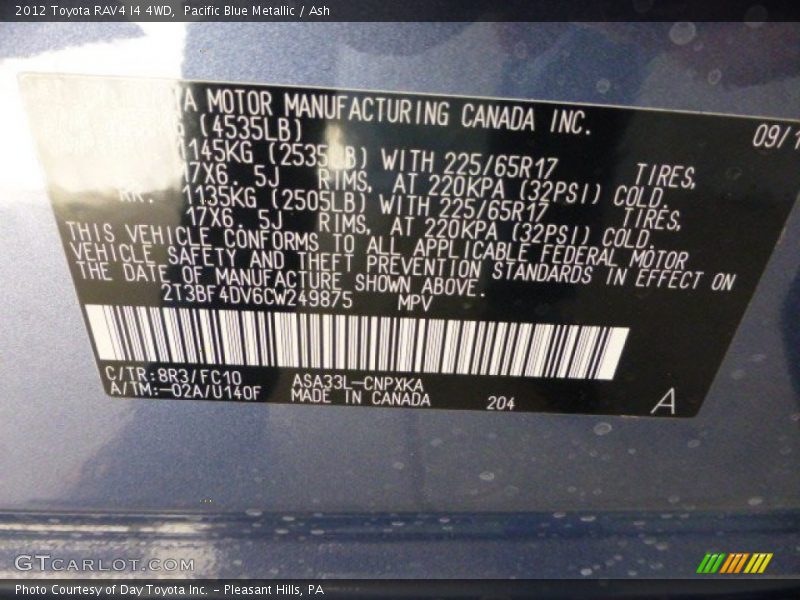 2012 Toyota RAV4 I4 4WD, Pacific Blue Metallic / Ash
MOTOR MANUFACTURING CANADA INC. 09/1
(4535LB)
1145KG (2535LB) WITH 225/65R17 TIRES,
17X6.5J RIMS, AT 220KPA (32PSI) COLD.
RR. 1135KG (2505LB) WITH 225/65R17 TIRES,
17X6.5J RIMS, AT 220KPA (32PSI) COLD.
THIS VEHICLE CONFORMS TO ALL APPLICABLE FEDERAL MOTOR
VEHICLE SAFETY AND THEFT PREVENTION STANDARDS IN EFFECT ON
THE DATE OF MANUFACTURE SHOWN ABOVE.
2T3BF4DV6CW249875 MPV
C/TR:8R3/FC10 ASA33L-CNPXKA
A/TM:-02A/U140F MADE IN CANADA 204 A
GTCARLOT.COM
Photo Courtesy of Day Toyota Inc. - Pleasant Hills, PA